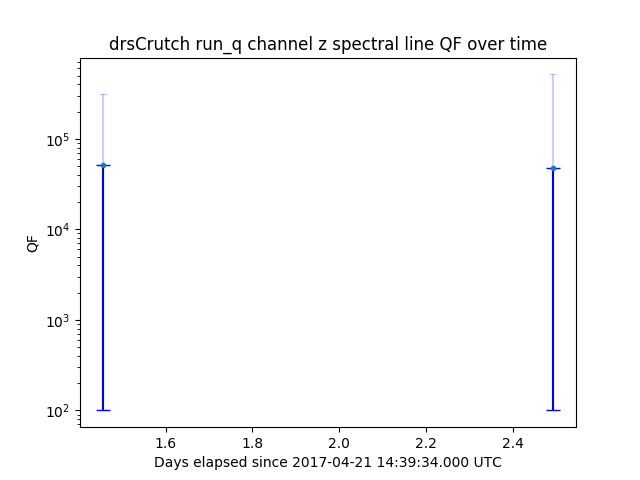 drsCrutch run_q channel z spectral line QF over time
QF
10^5
10^4
10^3
10^2
1.6 1.8 2.0 2.2 2.4
Days elapsed since 2017-04-21 14:39:34.000 UTC